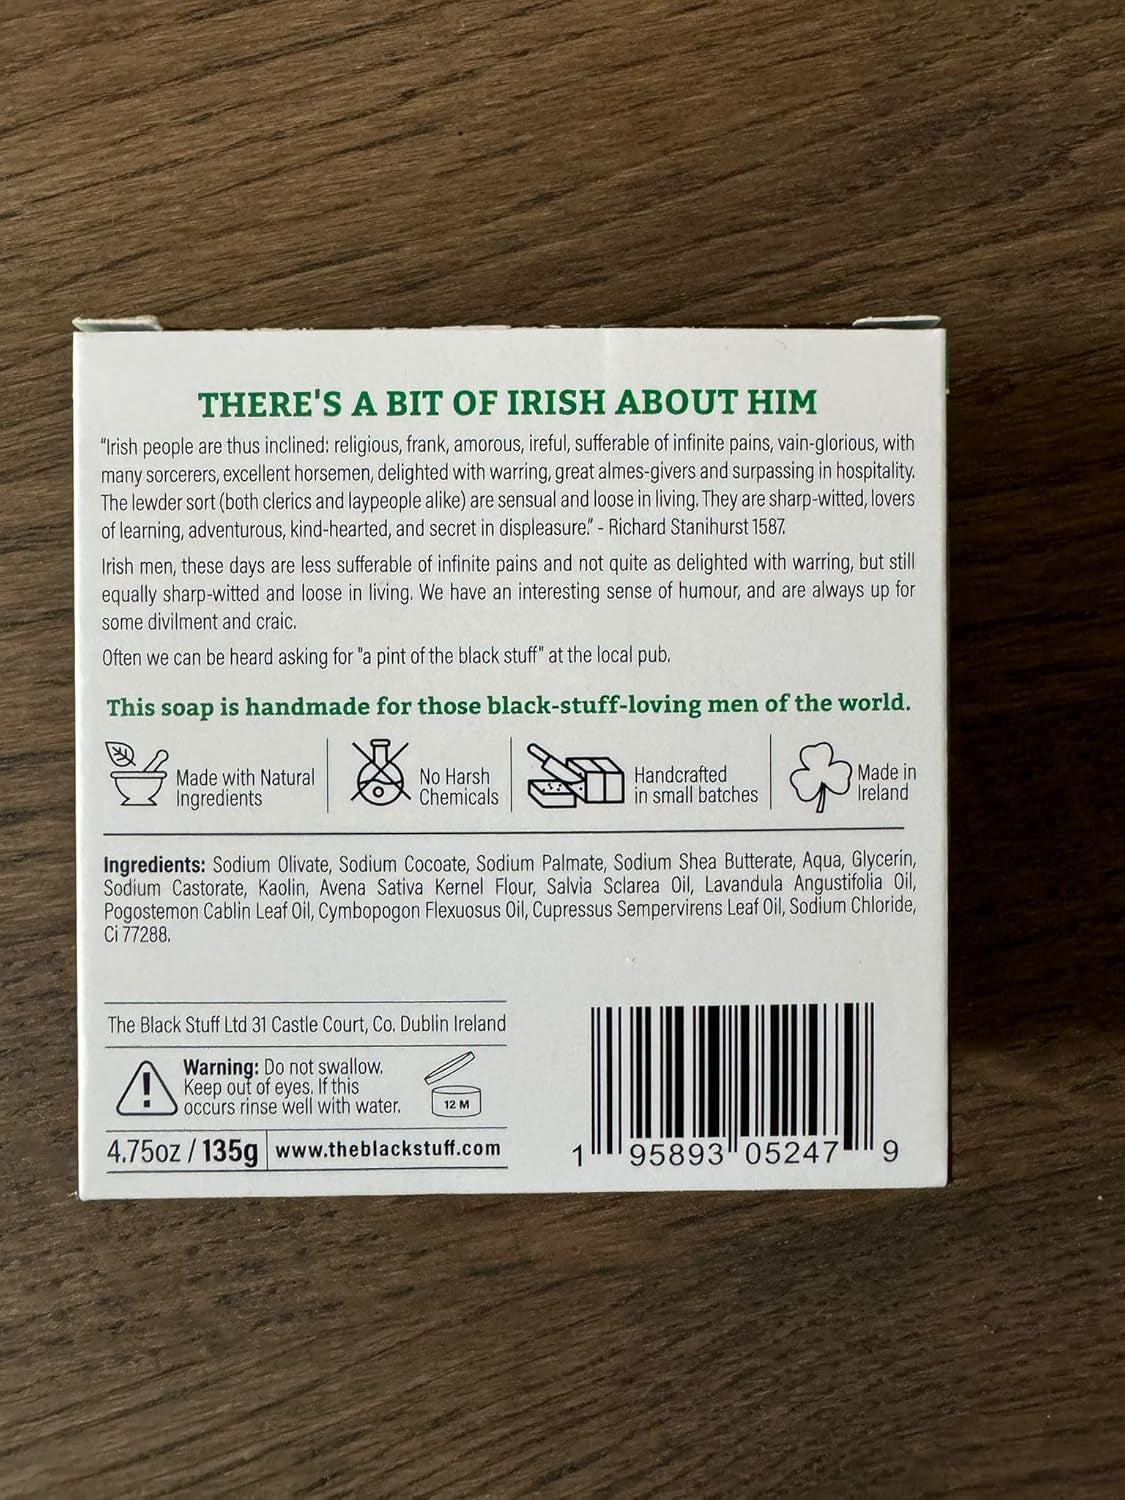 THERE'S A BIT OF IRISH ABOUT HIM
"Irish people are thus inclined: religious, frank, amorous, ireful, sufferable of infinite pains, vain-glorious, with
many sorcerers, excellent horsemen, delighted with warring, great almes-givers and surpassing in hospitality.
The lewder sort (both clerics and laypeople alike) are sensual and loose in living. They are sharp-witted, lovers
of learning, adventurous, kind-hearted, and secret in displeasure." - Richard Stanihurst 1587.
Irish men, these days are less sufferable of infinite pains and not quite as delighted with warring, but still
equally sharp-witted and loose in living. We have an interesting sense of humour, and are always up for
some divilment and craic.
Often we can be heard asking for "a pint of the black stuff" at the local pub.
This soap is handmade for those black-stuff-loving men of the world.
Made with Natural
Ingredients
No Harsh
Chemicals
Handcrafted
in small batches
Made in
Ireland
Ingredients: Sodium Olivate, Sodium Cocoate, Sodium Palmate, Sodium Shea Butterate, Aqua, Glycerin,
Sodium Castorate, Kaolin, Avena Sativa Kernel Flour, Salvia Sclarea Oil, Lavandula Angustifolia Oil,
Pogostemon Cablin Leaf Oil, Cymbopogon Flexuosus Oil, Cupressus Sempervirens Leaf Oil, Sodium Chloride,
Ci 77288.
The Black Stuff Ltd 31 Castle Court, Co. Dublin Ireland
Warning: Do not swallow.
Keep out of eyes. If this
occurs rinse well with water.
12 M
4.75oz / 135g www.theblackstuff.com
1 95893 05247 9